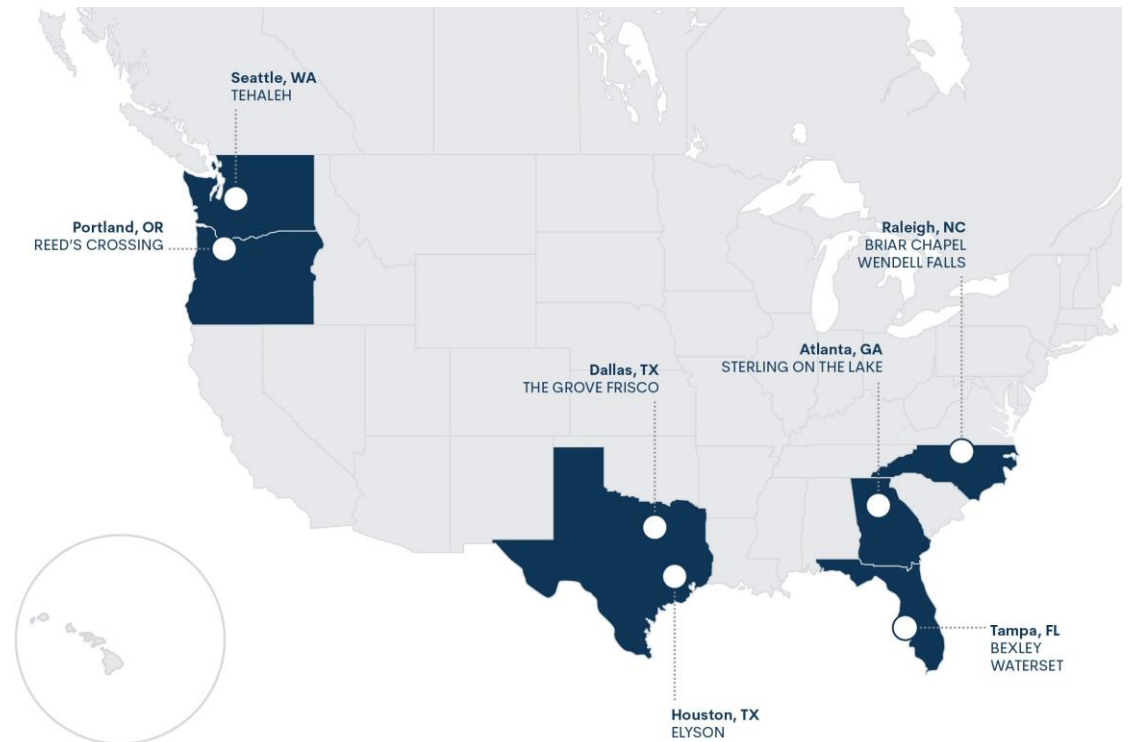 Seattle, WA
TEHALEH
Portland, OR
REED'S CROSSING
Raleigh, NC
BRIAR CHAPEL
WENDELL FALLS
Atlanta, GA
STERLING ON THE LAKE
Dallas, TX
THE GROVE FRISCO
Tampa, FL
BEXLEY
WATERSET
Houston, TX
ELYSON